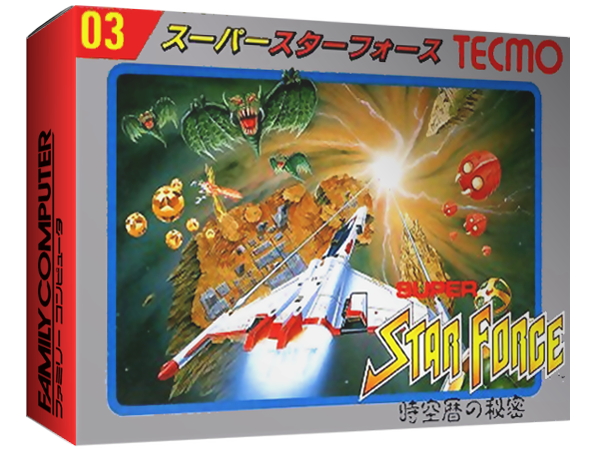 03 スーパースターフォース TECMO
SUPER
STAR FORCE
™
時空暦の秘密
FAMILY COMPUTER
ファミリー コンピュータ